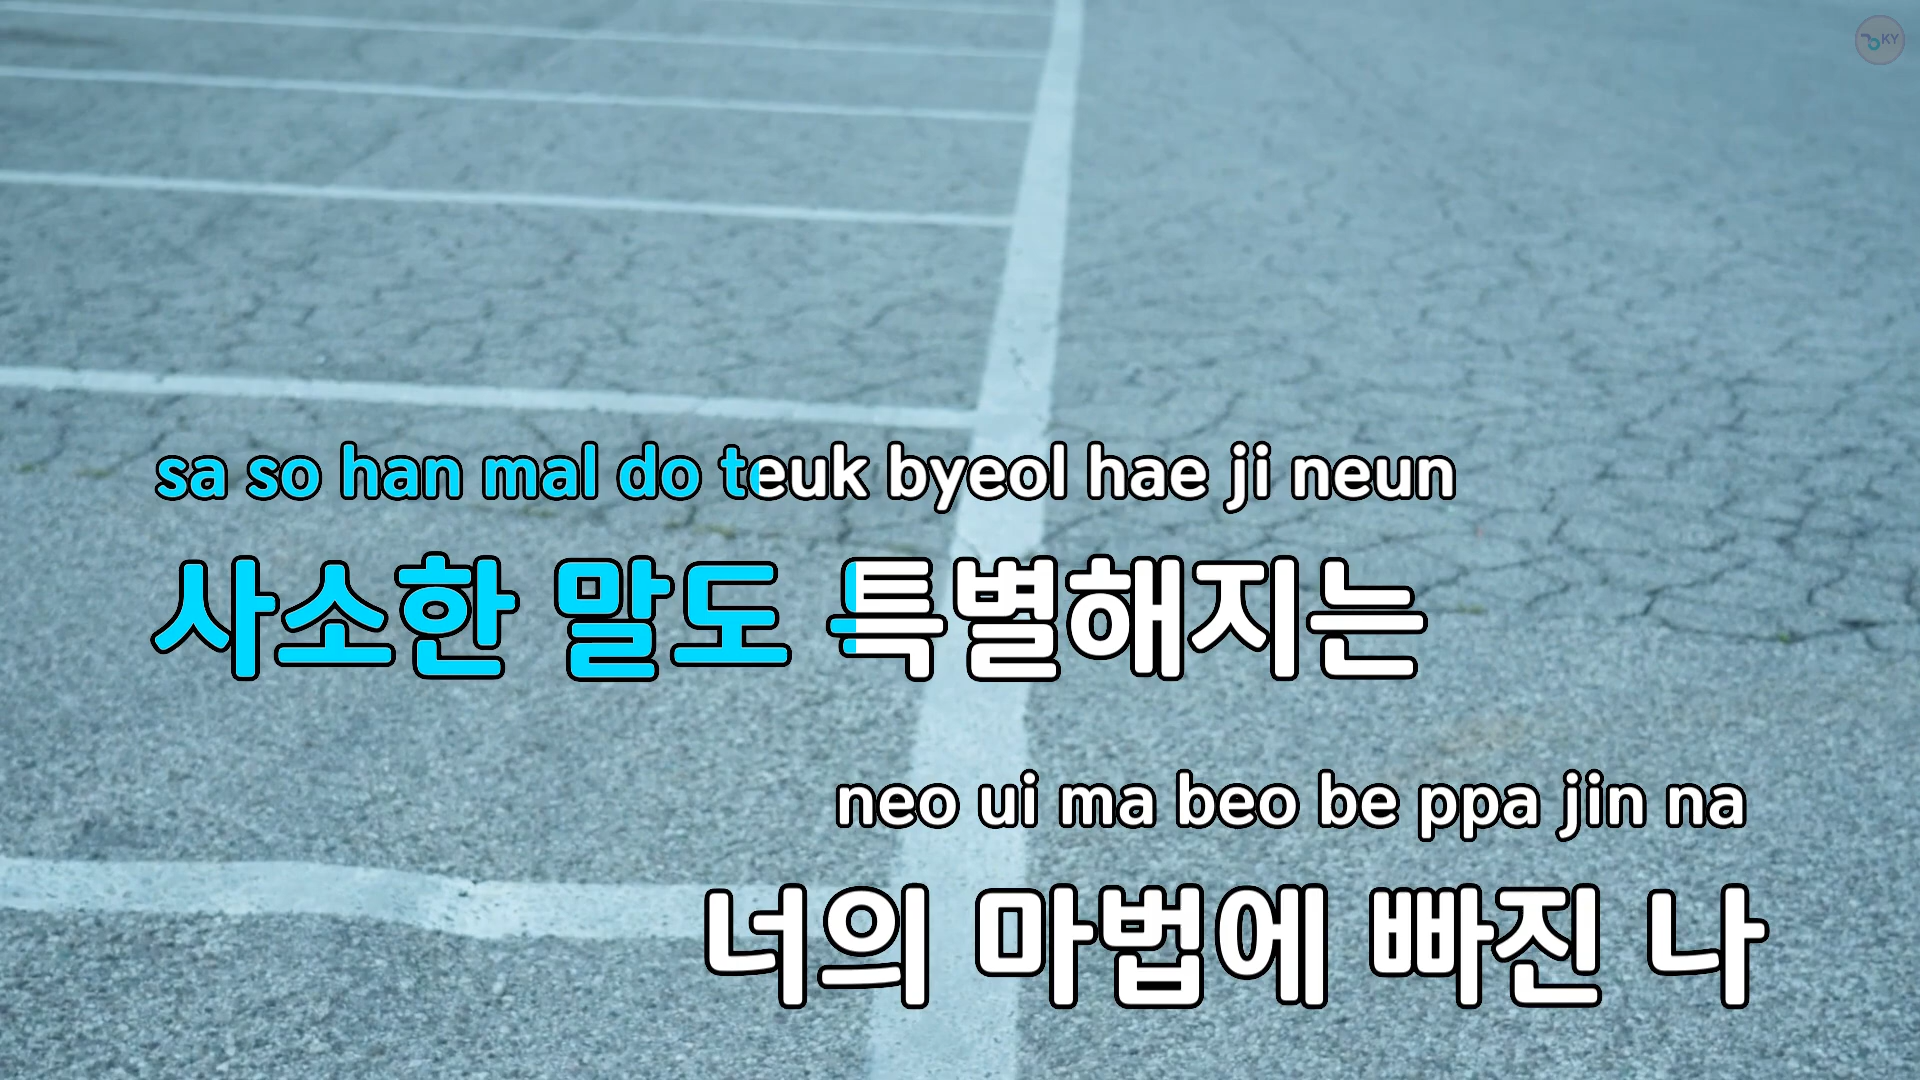 KY
sa so han mal do teuk byeol hae ji neun
사소한 말도 특별해지는
neo ui ma beo be ppa jin na
너의 마법에 빠진 나